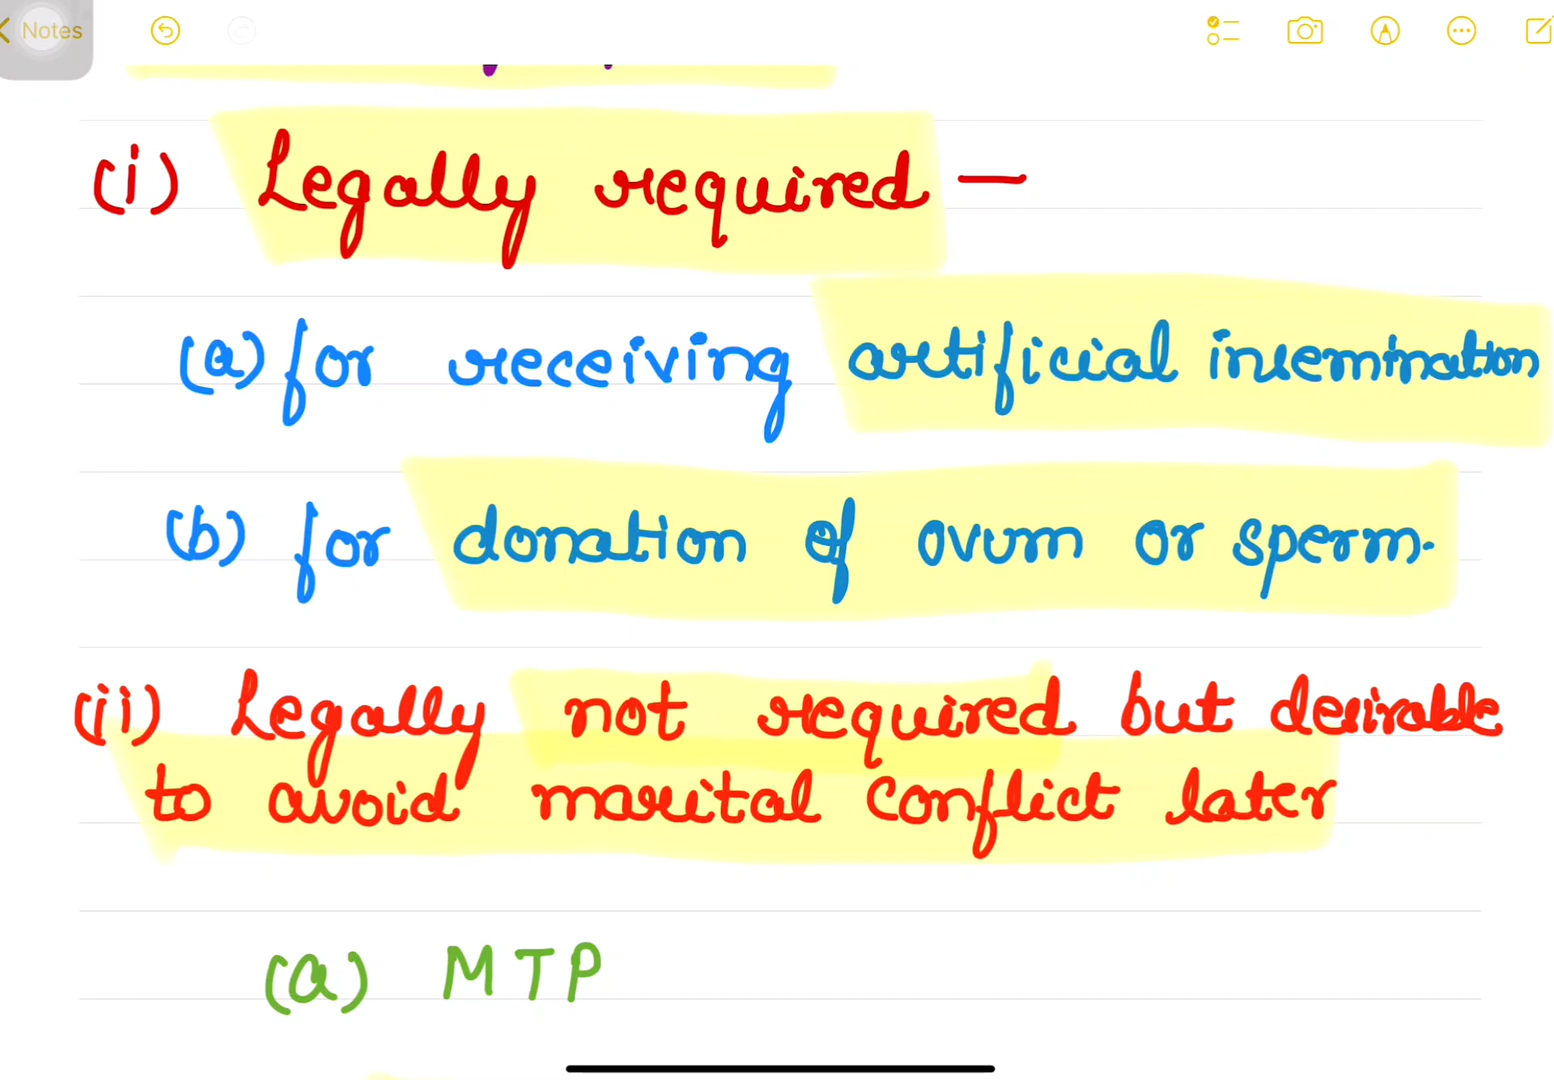 Notes
(i) Legally required —
(a) for receiving artificial insemination
(b) for donation of ovum or sperm.
(ii) Legally not required but desirable
to avoid marital conflict later
(a) MTP